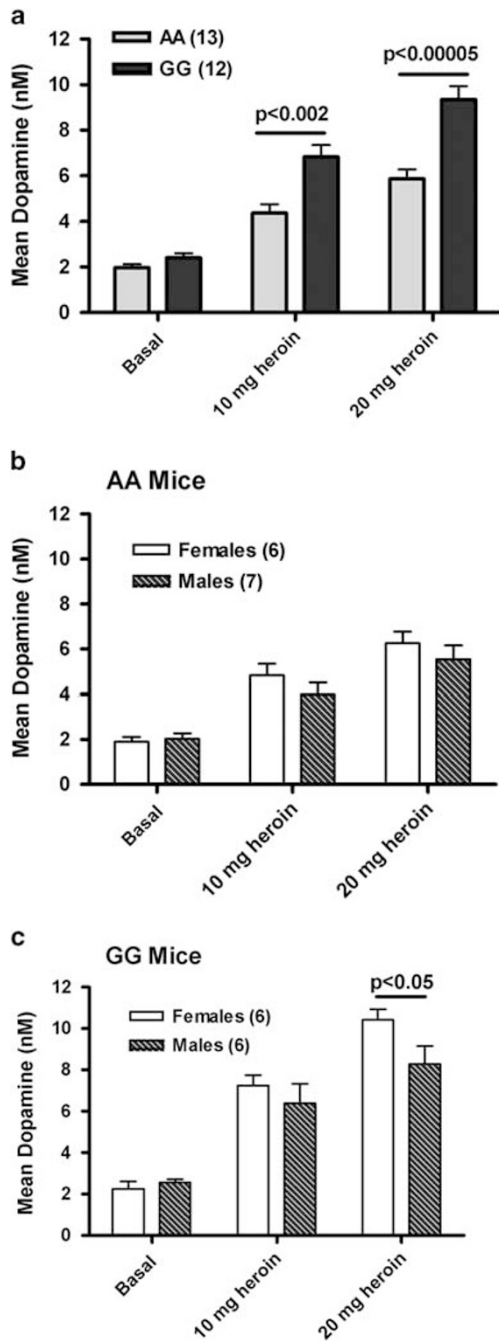 a
AA (13)
GG (12)
p<0.002
p<0.00005
Mean Dopamine (nM)
12
10
8
6
4
2
0
Basal
10 mg heroin
20 mg heroin
b
AA Mice
Females (6)
Males (7)
Mean Dopamine (nM)
12
10
8
6
4
2
0
Basal
10 mg heroin
20 mg heroin
c
GG Mice
Females (6)
Males (6)
p<0.05
Mean Dopamine (nM)
12
10
8
6
4
2
0
Basal
10 mg heroin
20 mg heroin